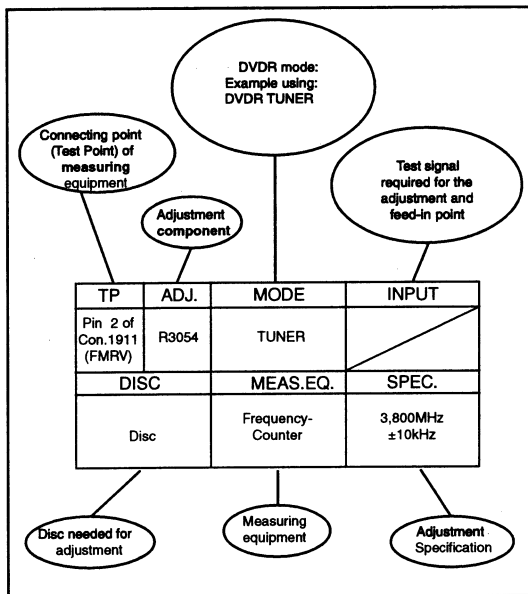 DVDR mode:
Example using:
DVDR TUNER
Connecting point
(Test Point) of
measuring
equipment
Test signal
required for the
adjustment and
feed-in point
Adjustment
component
TP ADJ. MODE INPUT
Pin 2 of
Con.1911
(FMRV)
R3054
TUNER
DISC MEAS.EQ. SPEC.
Disc
Frequency-
Counter
3,800MHz
±10kHz
Disc needed for
adjustment
Measuring
equipment
Adjustment
Specification